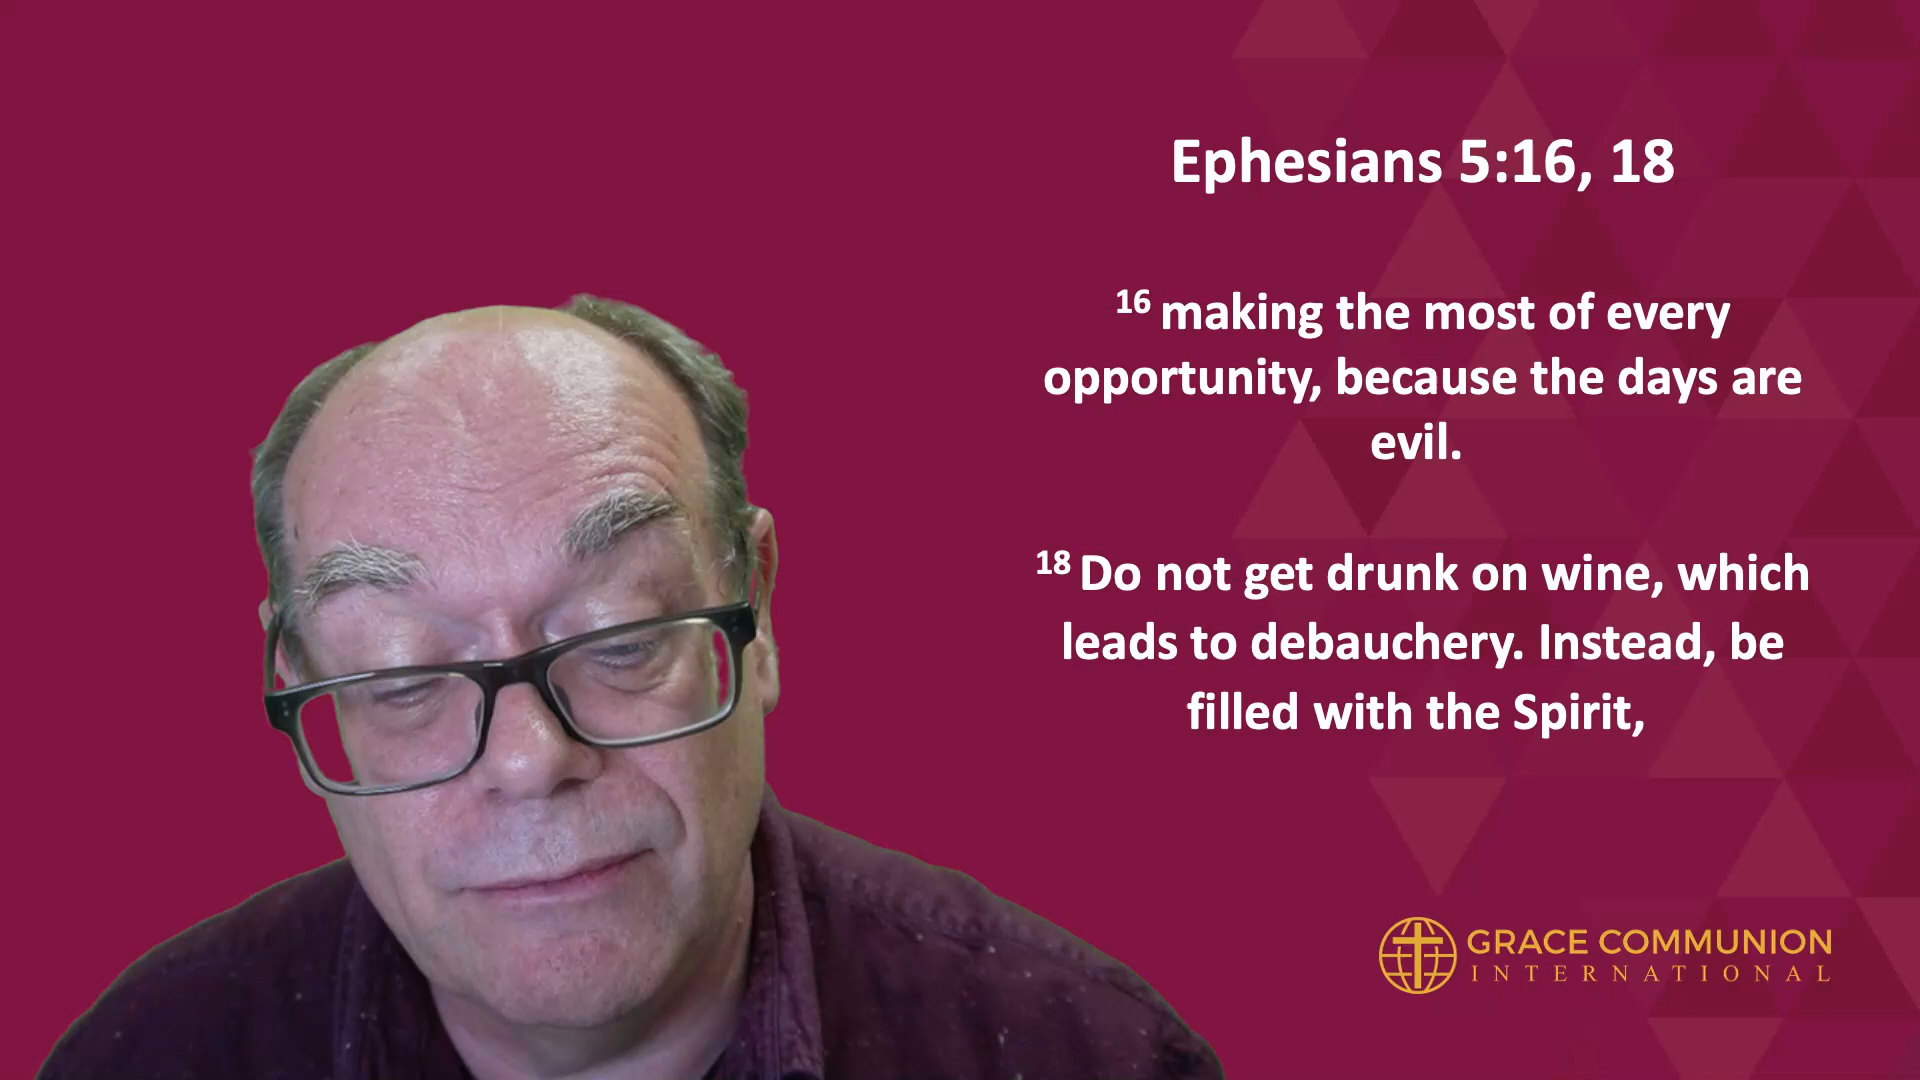 Ephesians 5:16, 18
16 making the most of every
opportunity, because the days are
evil.
18 Do not get drunk on wine, which
leads to debauchery. Instead, be
filled with the Spirit,
GRACE COMMUNION
INTERNATIONAL